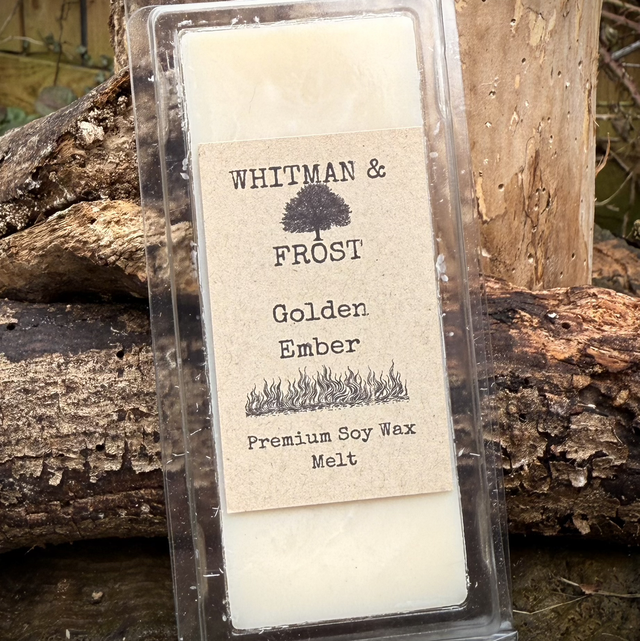 WHITMAN &
FROST
Golden
Ember
Premium Soy Wax
Melt